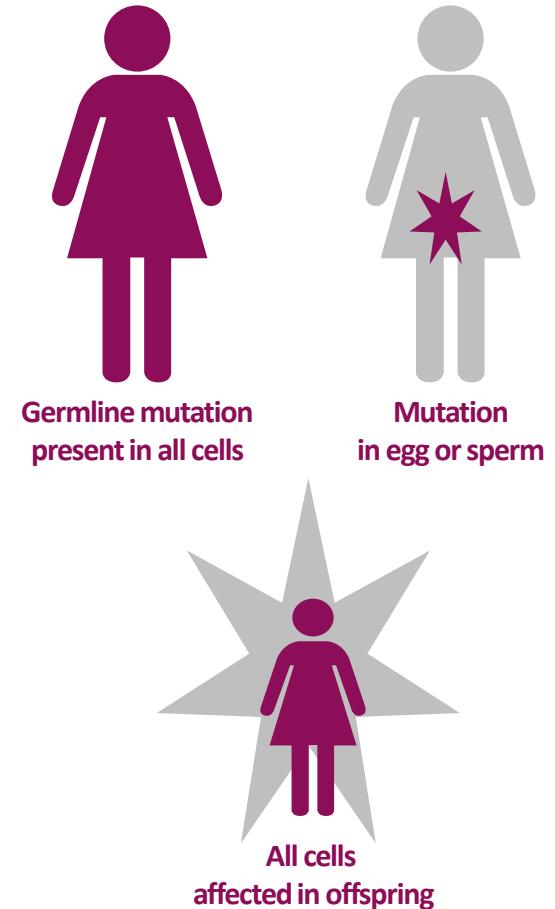 Germline mutation
present in all cells
Mutation
in egg or sperm
All cells
affected in offspring